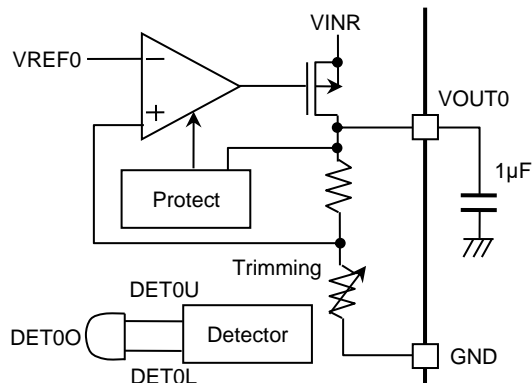 VINR
VREF0
−
+
VOUT0
1µF
Protect
Trimming
DET0U
DET0O
Detector
GND
DET0L